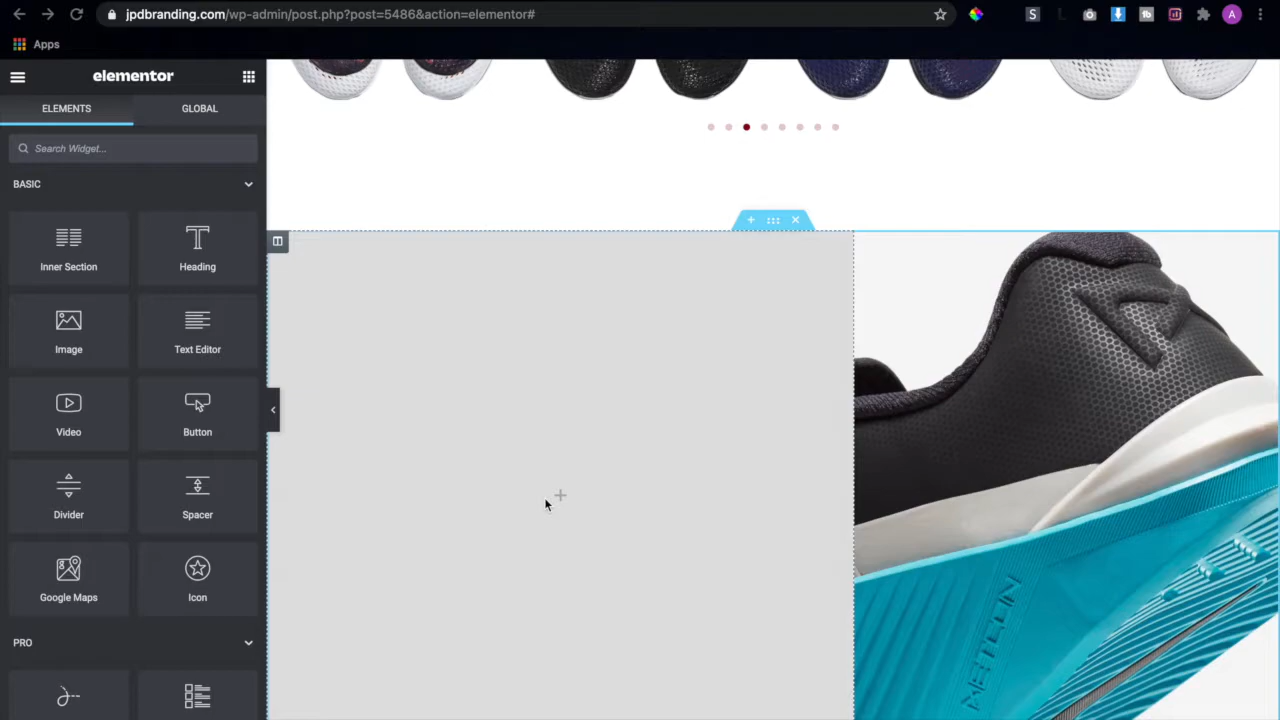 jpdbranding.com/wp-admin/post.php?post=5486&action=elementor#
S
A
Apps
elementor
ELEMENTS
GLOBAL
Search Widget...
BASIC
Inner Section
Heading
Image
Text Editor
Video
Button
Divider
Spacer
Google Maps
Icon
PRO
METCON